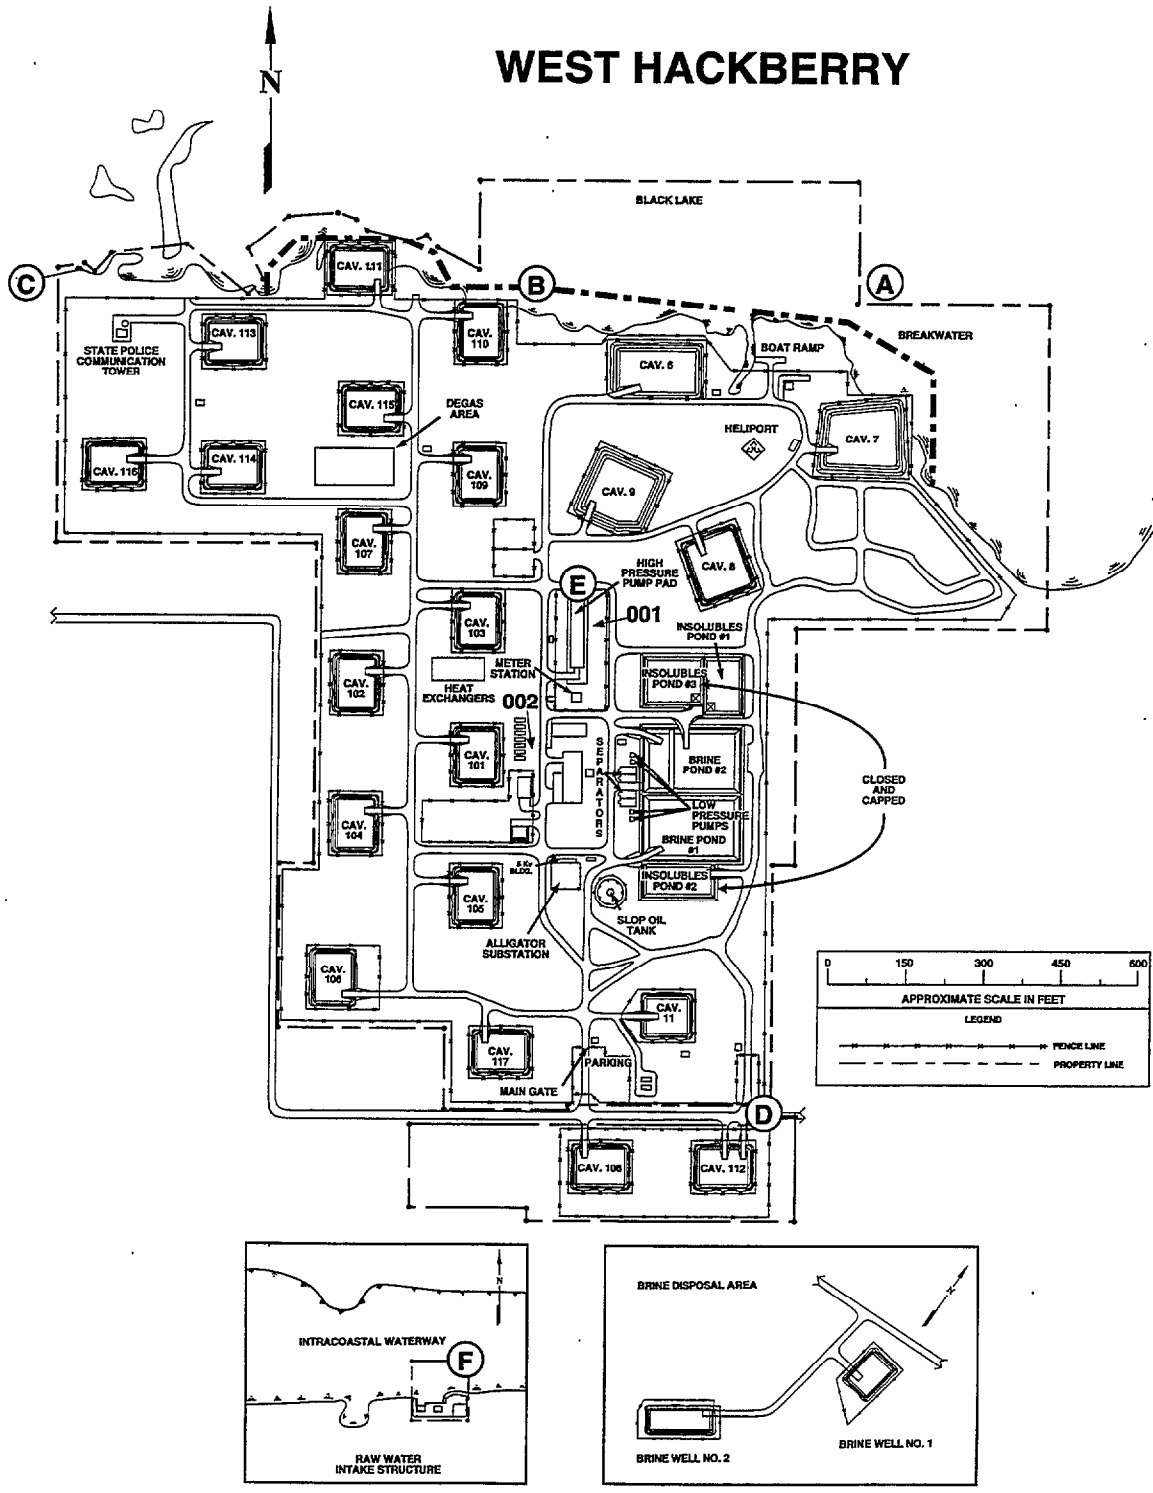 WEST HACKBERRY
N
BLACK LAKE
C
B
A
CAV. 111
CAV. 113
CAV.
110
BREAKWATER
BOAT RAMP
STATE POLICE
COMMUNICATION
TOWER
CAV. 6
CAV. 115
DEGAS
AREA
HELIPORT
CAV. 7
CAV. 116
CAV. 114
CAV.
109
CAV. 9
CAV.
107
HIGH
PRESSURE
PUMP PAD
CAV. 8
E
001
CAV.
103
INSOLUBLES
POND #1
METER
STATION
HEAT
EXCHANGERS
CAV.
102
INSOLUBLES
POND #3
002
CAV.
101
SEPARATORS
BRINE
POND #2
CLOSED
AND
CAPPED
LOW
PRESSURE
PUMPS
CAV.
104
BRINE POND
#1
5 KV
BLDG.
INSOLUBLES
POND #2
CAV.
105
SLOP OIL
TANK
ALLIGATOR
SUBSTATION
CAV.
106
0 150 300 450 600
APPROXIMATE SCALE IN FEET
LEGEND
FENCE LINE
PROPERTY LINE
CAV.
11
CAV.
117
PARKING
MAIN GATE
D
CAV. 108
CAV. 112
N
INTRACOASTAL WATERWAY
F
RAW WATER
INTAKE STRUCTURE
BRINE DISPOSAL AREA
N
BRINE WELL NO. 1
BRINE WELL NO. 2